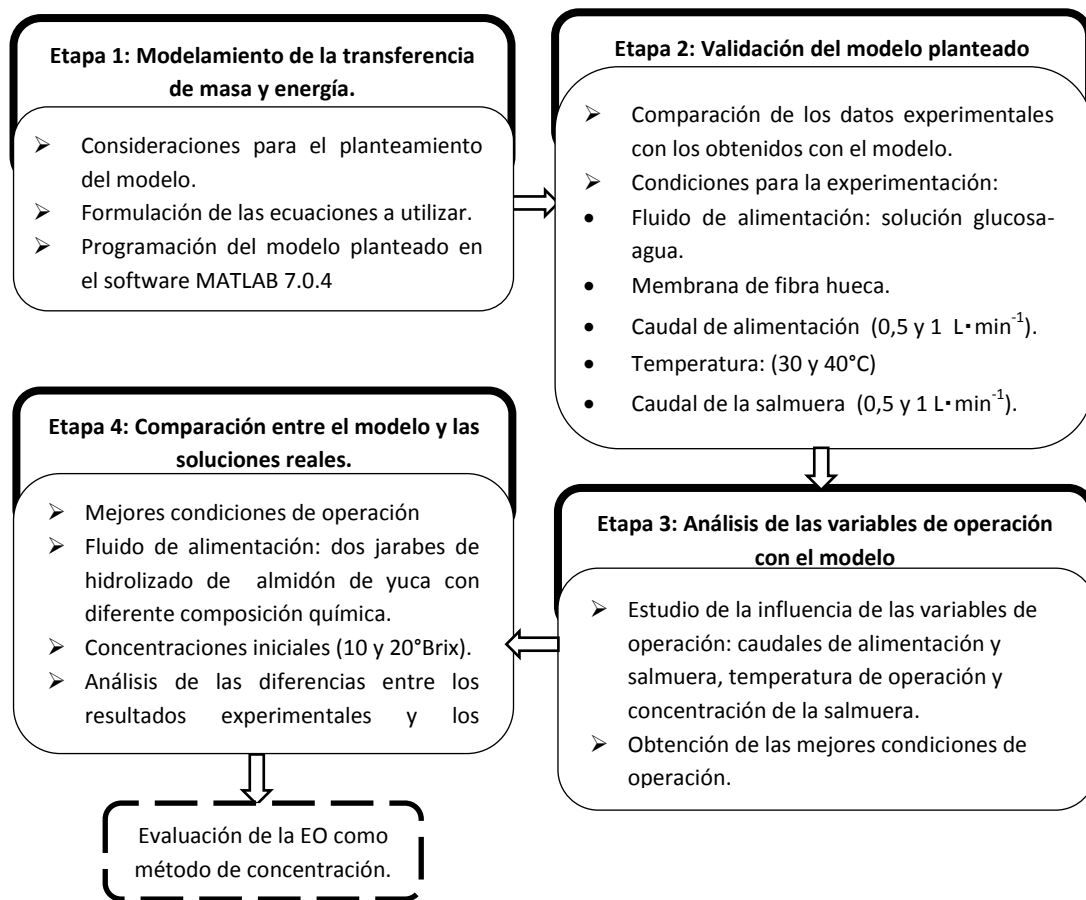 Etapa 1: Modelamiento de la transferencia
de masa y energía.
➢ Consideraciones para el planteamiento
del modelo.
➢ Formulación de las ecuaciones a utilizar.
➢ Programación del modelo planteado en
el software MATLAB 7.0.4
Etapa 2: Validación del modelo planteado
➢ Comparación de los datos experimentales
con los obtenidos con el modelo.
➢ Condiciones para la experimentación:
• Fluido de alimentación: solución glucosa-
agua.
• Membrana de fibra hueca.
• Caudal de alimentación (0,5 y 1 L▪min⁻¹).
• Temperatura: (30 y 40°C)
• Caudal de la salmuera (0,5 y 1 L▪min⁻¹).
Etapa 3: Análisis de las variables de operación
con el modelo
➢ Estudio de la influencia de las variables de
operación: caudales de alimentación y
salmuera, temperatura de operación y
concentración de la salmuera.
➢ Obtención de las mejores condiciones de
operación.
Etapa 4: Comparación entre el modelo y las
soluciones reales.
➢ Mejores condiciones de operación
➢ Fluido de alimentación: dos jarabes de
hidrolizado de almidón de yuca con
diferente composición química.
➢ Concentraciones iniciales (10 y 20°Brix).
➢ Análisis de las diferencias entre los
resultados experimentales y los
Evaluación de la EO como
método de concentración.